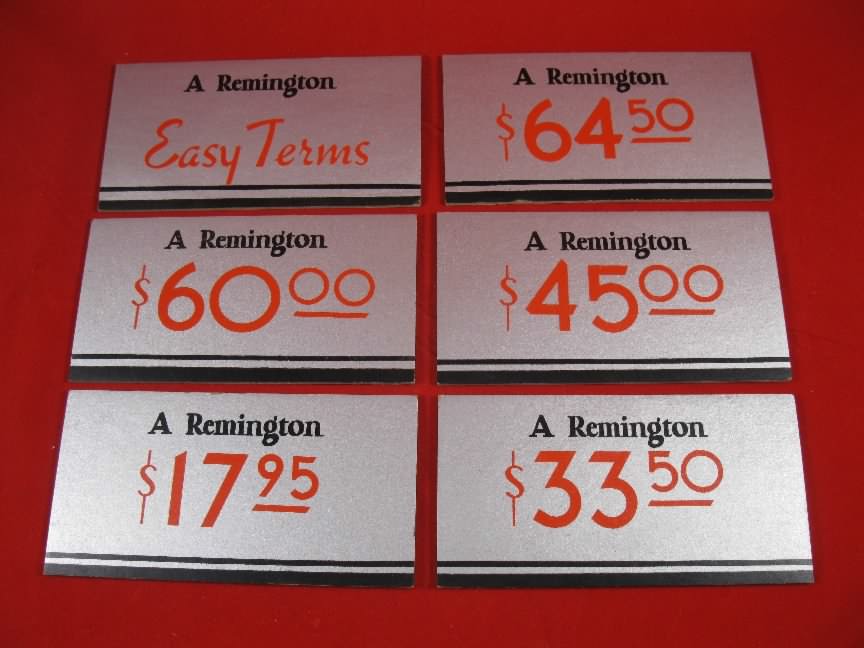 A Remington
Easy Terms
A Remington
$64 50
A Remington
$60 00
A Remington
$45 00
A Remington
$17 95
A Remington
$33 50